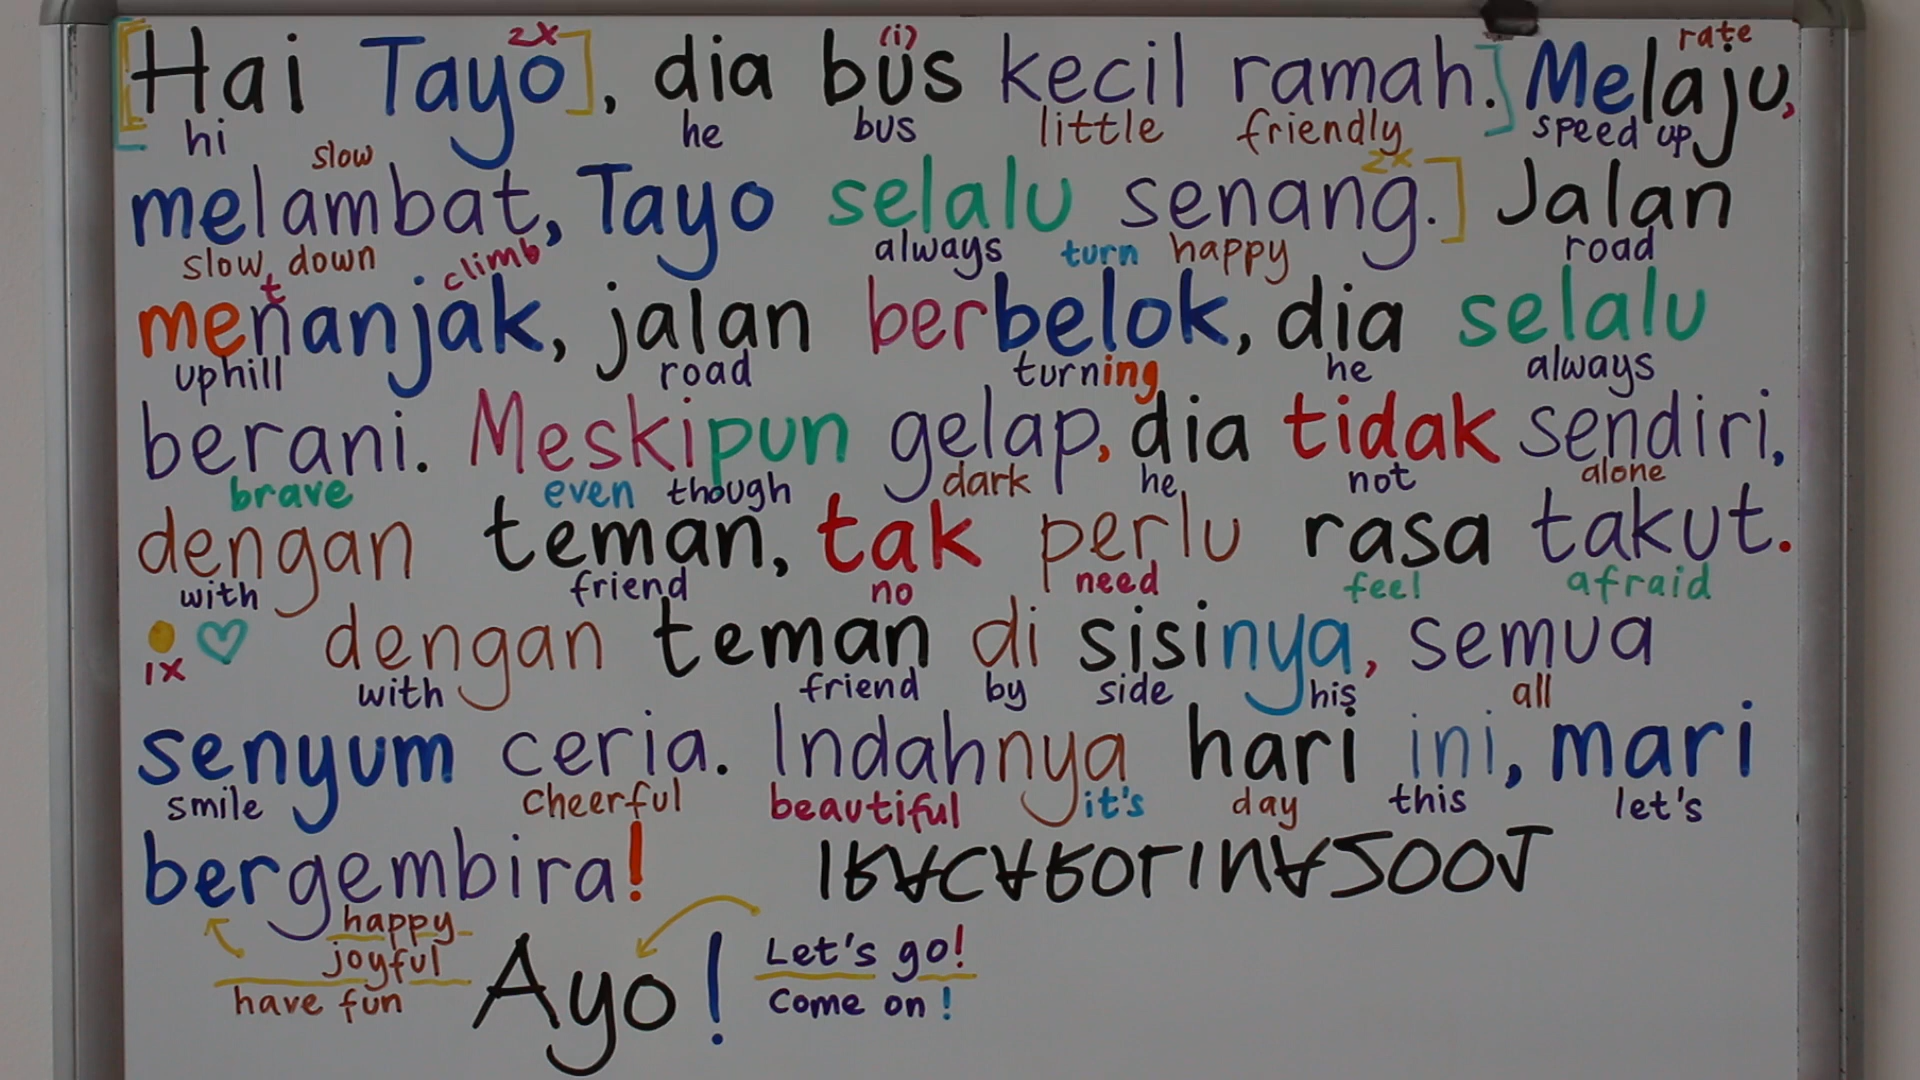 [[Hai Tayo] 2x, dia bus (i) kecil ramah.] Melaju, rate
hi he bus little friendly speed up
slow 2x
melambat, Tayo selalu senang.] Jalan
slow down always happy road
t climb turn
menanjak, jalan berbelok, dia selalu
uphill road turning he always
berani. Meskipun gelap, dia tidak sendiri,
brave even though dark he not alone
dengan teman, tak perlu rasa takut.
with friend no need feel afraid
1x dengan teman di sisinya, semua
with friend by side his all
senyum ceria. Indahnya hari ini, mari
smile cheerful beautiful it's day this let's
bergembira!
happy
joyful
have fun
Ayo! Let's go!
Come on!